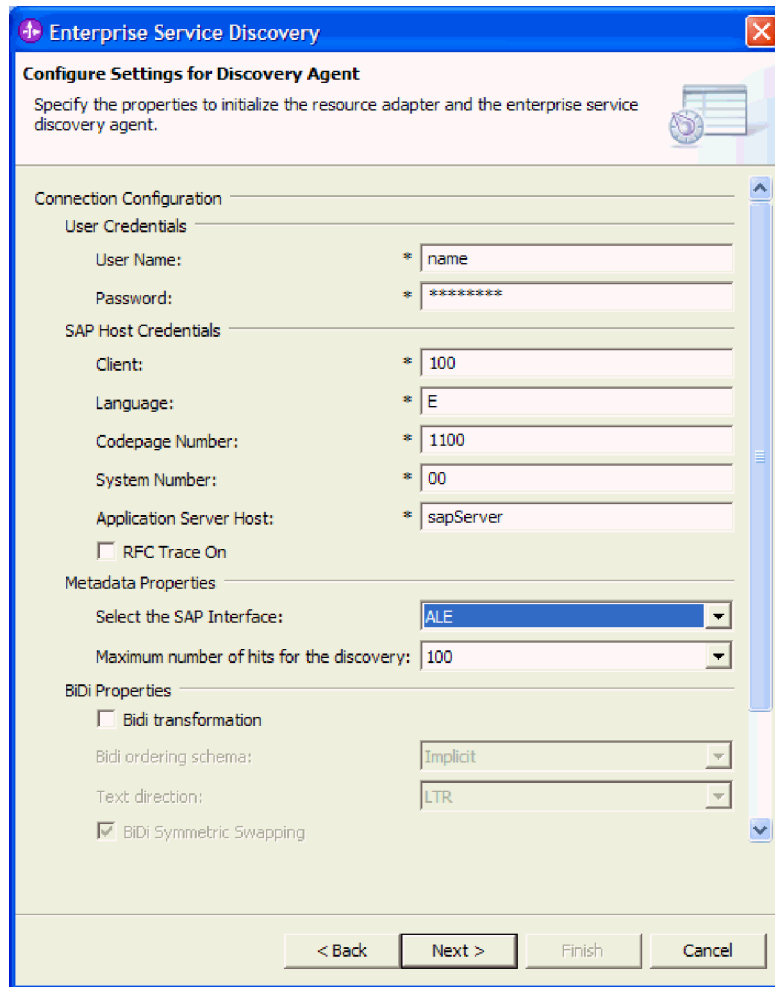 Enterprise Service Discovery
Configure Settings for Discovery Agent
Specify the properties to initialize the resource adapter and the enterprise service
discovery agent.
Connection Configuration
User Credentials
User Name: * name
Password: * ********
SAP Host Credentials
Client: * 100
Language: * E
Codepage Number: * 1100
System Number: * 00
Application Server Host: * sapServer
RFC Trace On
Metadata Properties
Select the SAP Interface: ALE
Maximum number of hits for the discovery: 100
BiDi Properties
Bidi transformation
Bidi ordering schema: Implicit
Text direction: LTR
BiDi Symmetric Swapping
< Back Next > Finish Cancel